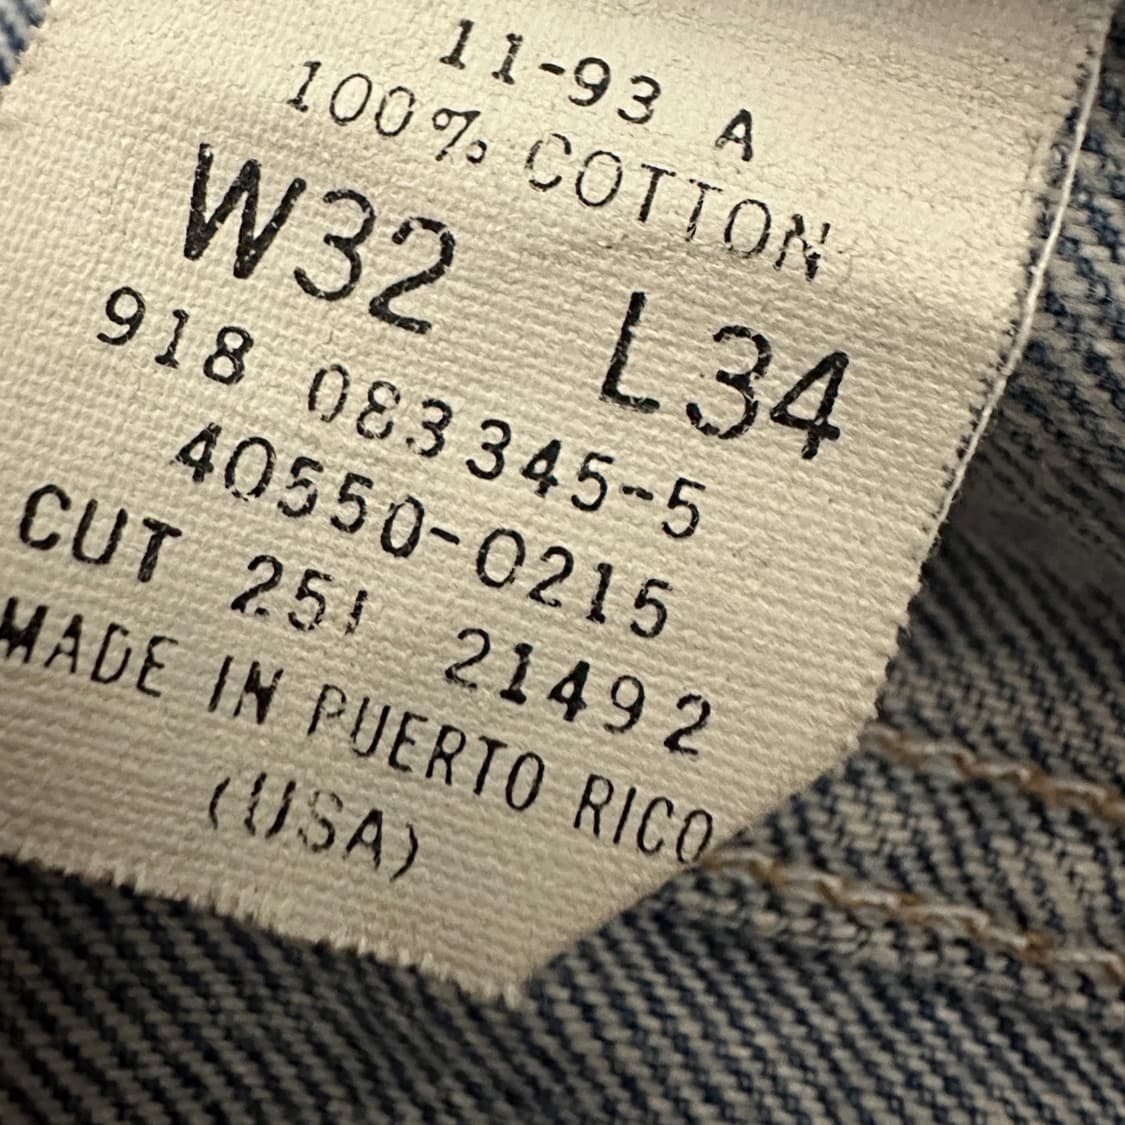 11-93 A
100% COTTON
W32 L34
918 083345-5
40550-0215
CUT 251 21492
MADE IN PUERTO RICO
(USA)